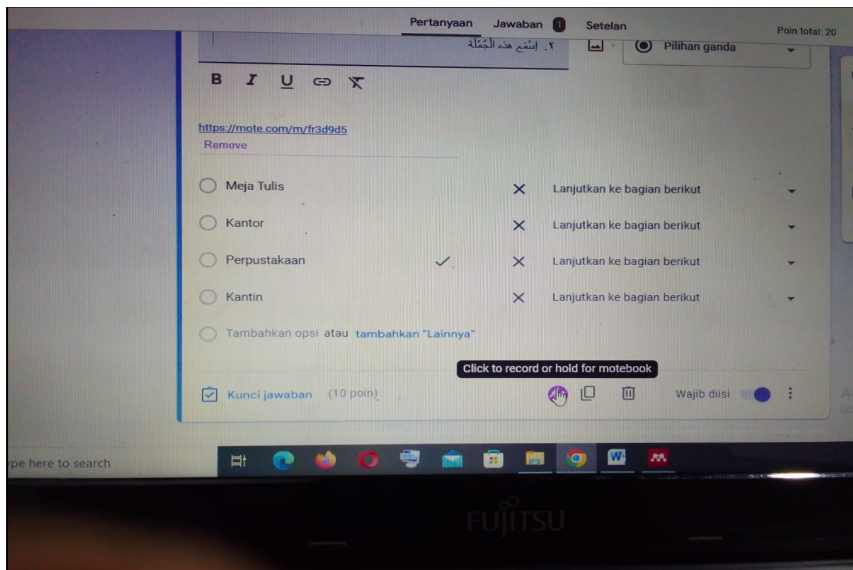 Pertanyaan Jawaban 1 Setelan
Poin total: 20
٢. اِسْتَمِعْ هذه الْجُمْلَةَ
Pilihan ganda
B I U
https://mote.com/m/fr3d9d5
Remove
Meja Tulis Lanjutkan ke bagian berikut
Kantor Lanjutkan ke bagian berikut
Perpustakaan Lanjutkan ke bagian berikut
Kantin Lanjutkan ke bagian berikut
Tambahkan opsi atau tambahkan "Lainnya"
Click to record or hold for motebook
Kunci jawaban (10 poin) Wajib diisi
pe here to search
W
FUJITSU